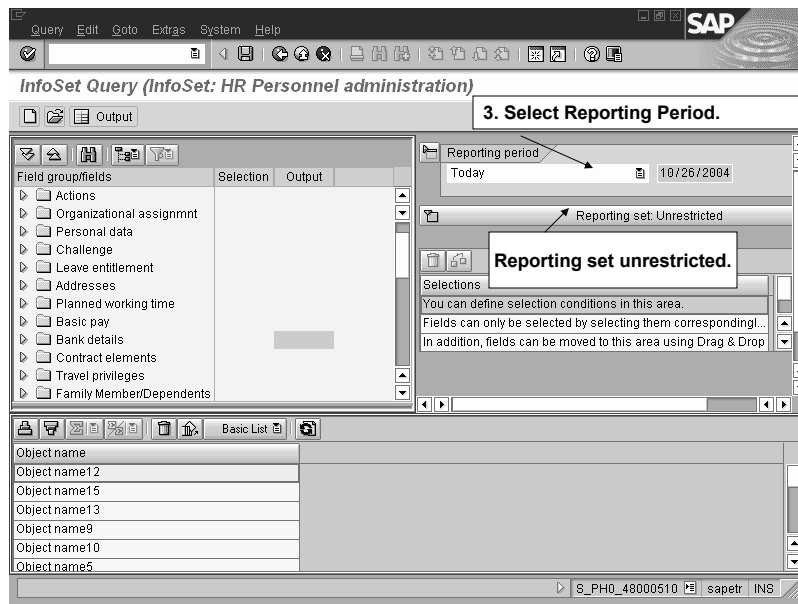 Query Edit Goto Extras System Help
SAP
InfoSet Query (InfoSet: HR Personnel administration)
Output
3. Select Reporting Period.
Field group/fields Selection Output
Actions
Organizational assignmnt
Personal data
Challenge
Leave entitlement
Addresses
Planned working time
Basic pay
Bank details
Contract elements
Travel privileges
Family Member/Dependents
Reporting period
Today 10/26/2004
Reporting set: Unrestricted
Reporting set unrestricted.
Selections
You can define selection conditions in this area.
Fields can only be selected by selecting them correspondingl...
In addition, fields can be moved to this area using Drag & Drop
Basic List
Object name
Object name12
Object name15
Object name13
Object name9
Object name10
Object name5
S_PH0_48000510 sapetr INS